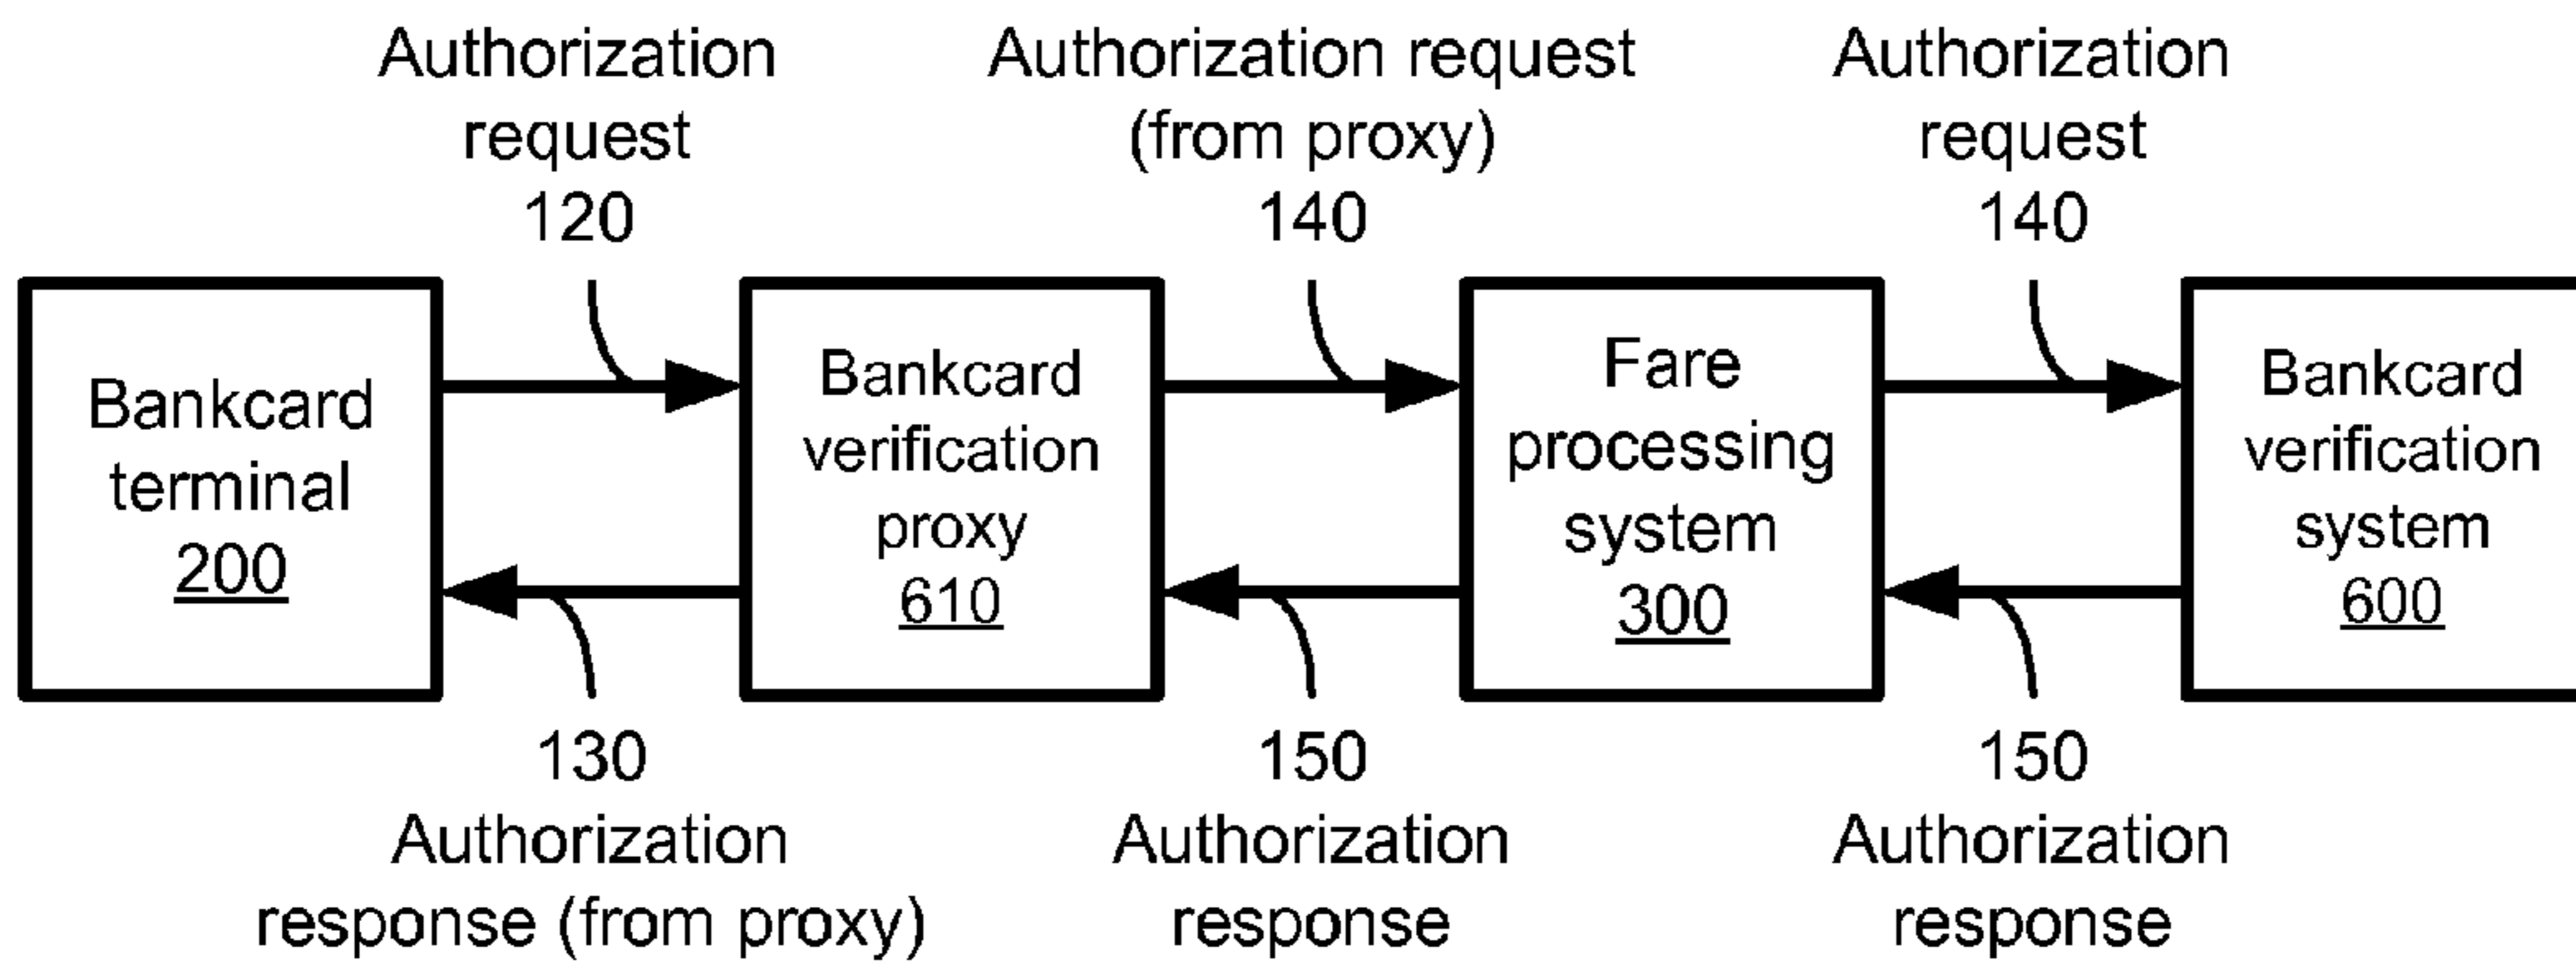 Authorization
request
120
Authorization request
(from proxy)
140
Authorization
request
140
Bankcard
terminal
200
Bankcard
verification
proxy
610
Fare
processing
system
300
Bankcard
verification
system
600
130
Authorization
response (from proxy)
150
Authorization
response
150
Authorization
response